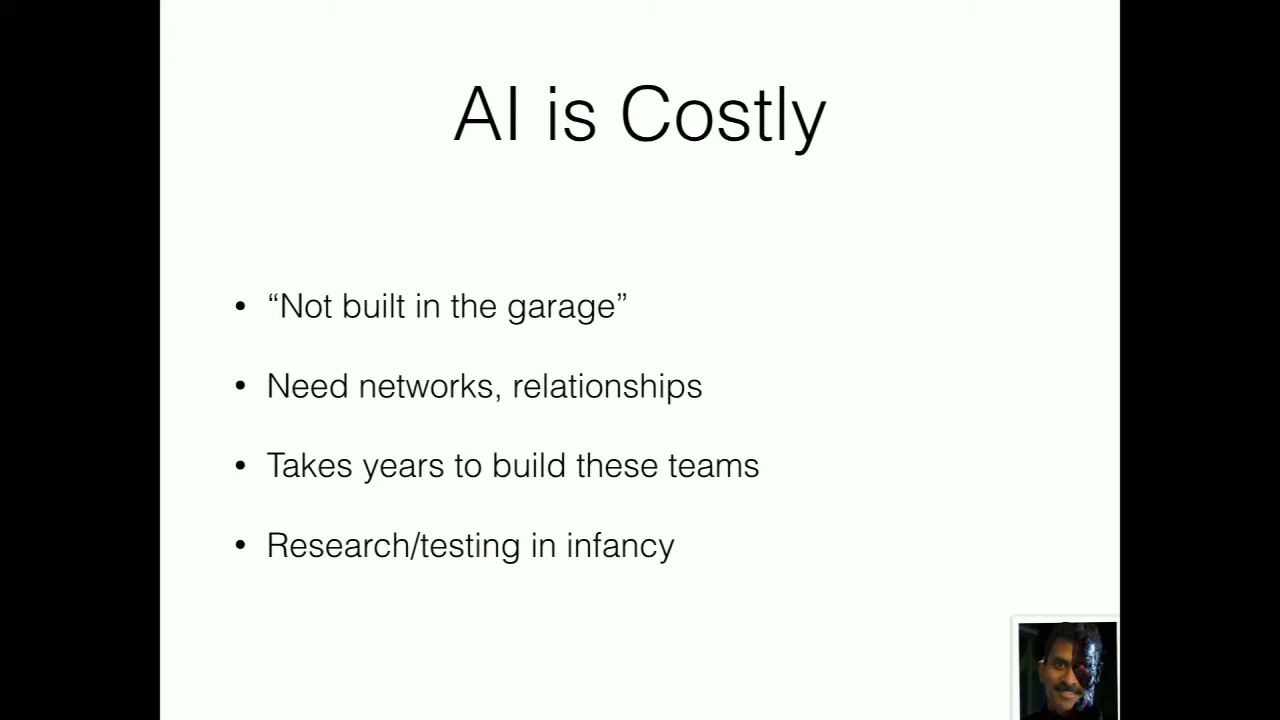 AI is Costly
• “Not built in the garage”
• Need networks, relationships
• Takes years to build these teams
• Research/testing in infancy